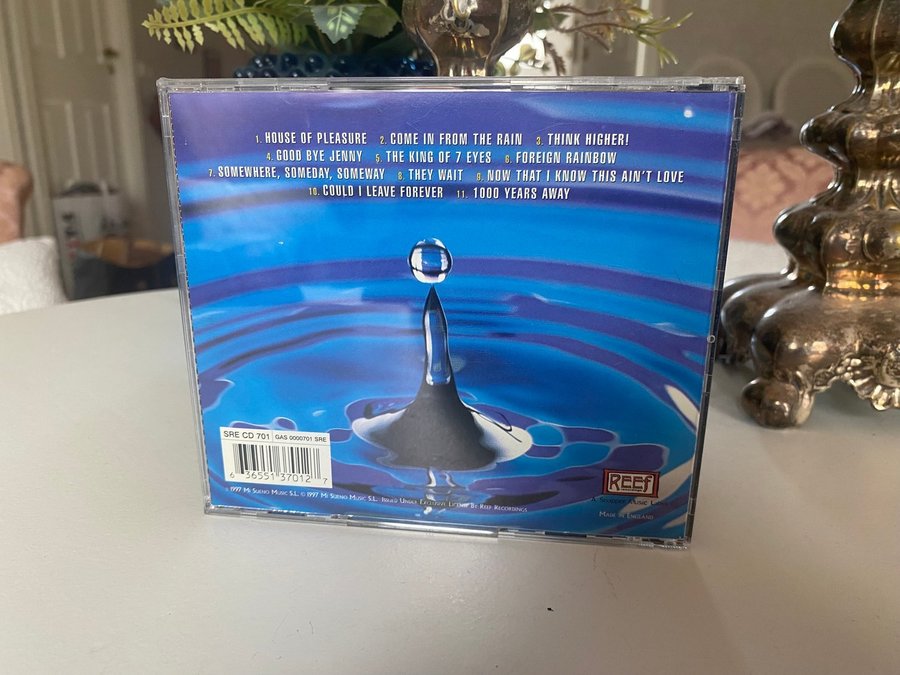 1. HOUSE OF PLEASURE 2. COME IN FROM THE RAIN 3. THINK HIGHER!
4. GOOD BYE JENNY 5. THE KING OF 7 EYES 6. FOREIGN RAINBOW
7. SOMEWHERE, SOMEDAY, SOMEWAY 8. THEY WAIT 9. NOW THAT I KNOW THIS AIN'T LOVE
10. COULD I LEAVE FOREVER 11. 1000 YEARS AWAY
SRE CD 701 GAS 0000701 SRE
6 36551 37012 7
REEF
1997 MI SUENO MUSIC S.L. © 1997 MI SUENO MUSIC S.L. ISSUED UNDER EXCLUSIVE LICENSE BY REEF RECORDINGS
A MUSIC
MADE IN ENGLAND